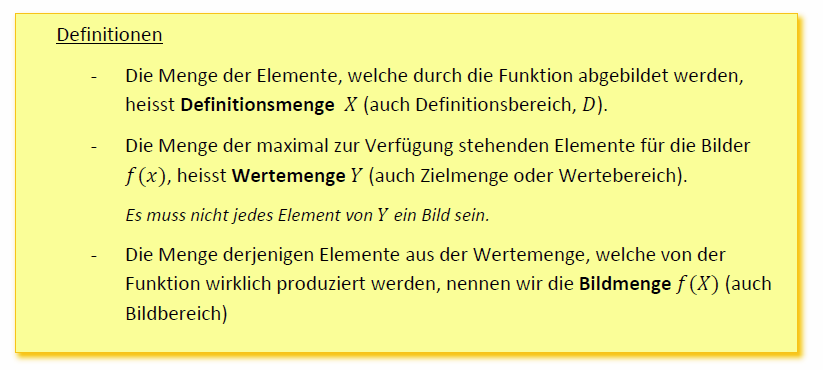 Definitionen
- Die Menge der Elemente, welche durch die Funktion abgebildet werden,
heisst Definitionsmenge X (auch Definitionsbereich, D).
- Die Menge der maximal zur Verfügung stehenden Elemente für die Bilder
f(x), heisst Wertemenge Y (auch Zielmenge oder Wertebereich).
Es muss nicht jedes Element von Y ein Bild sein.
- Die Menge derjenigen Elemente aus der Wertemenge, welche von der
Funktion wirklich produziert werden, nennen wir die Bildmenge f(X) (auch
Bildbereich)